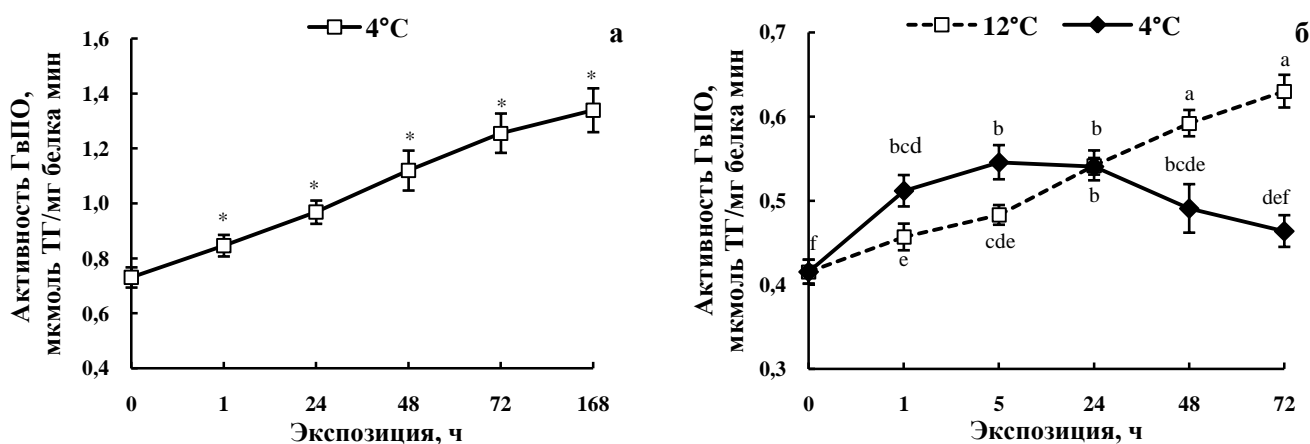 4°C
а
Активность ГвПО,
мкмоль ТГ/мг белка мин
1,6
1,4
1,2
1,0
0,8
0,6
0,4
*
*
*
*
*
0
1
24
48
72
168
Экспозиция, ч
12°C
4°C
б
Активность ГвПО,
мкмоль ТГ/мг белка мин
0,7
0,6
0,5
0,4
0,3
f
bcd
e
b
cde
b
b
a
bcde
a
def
0
1
5
24
48
72
Экспозиция, ч